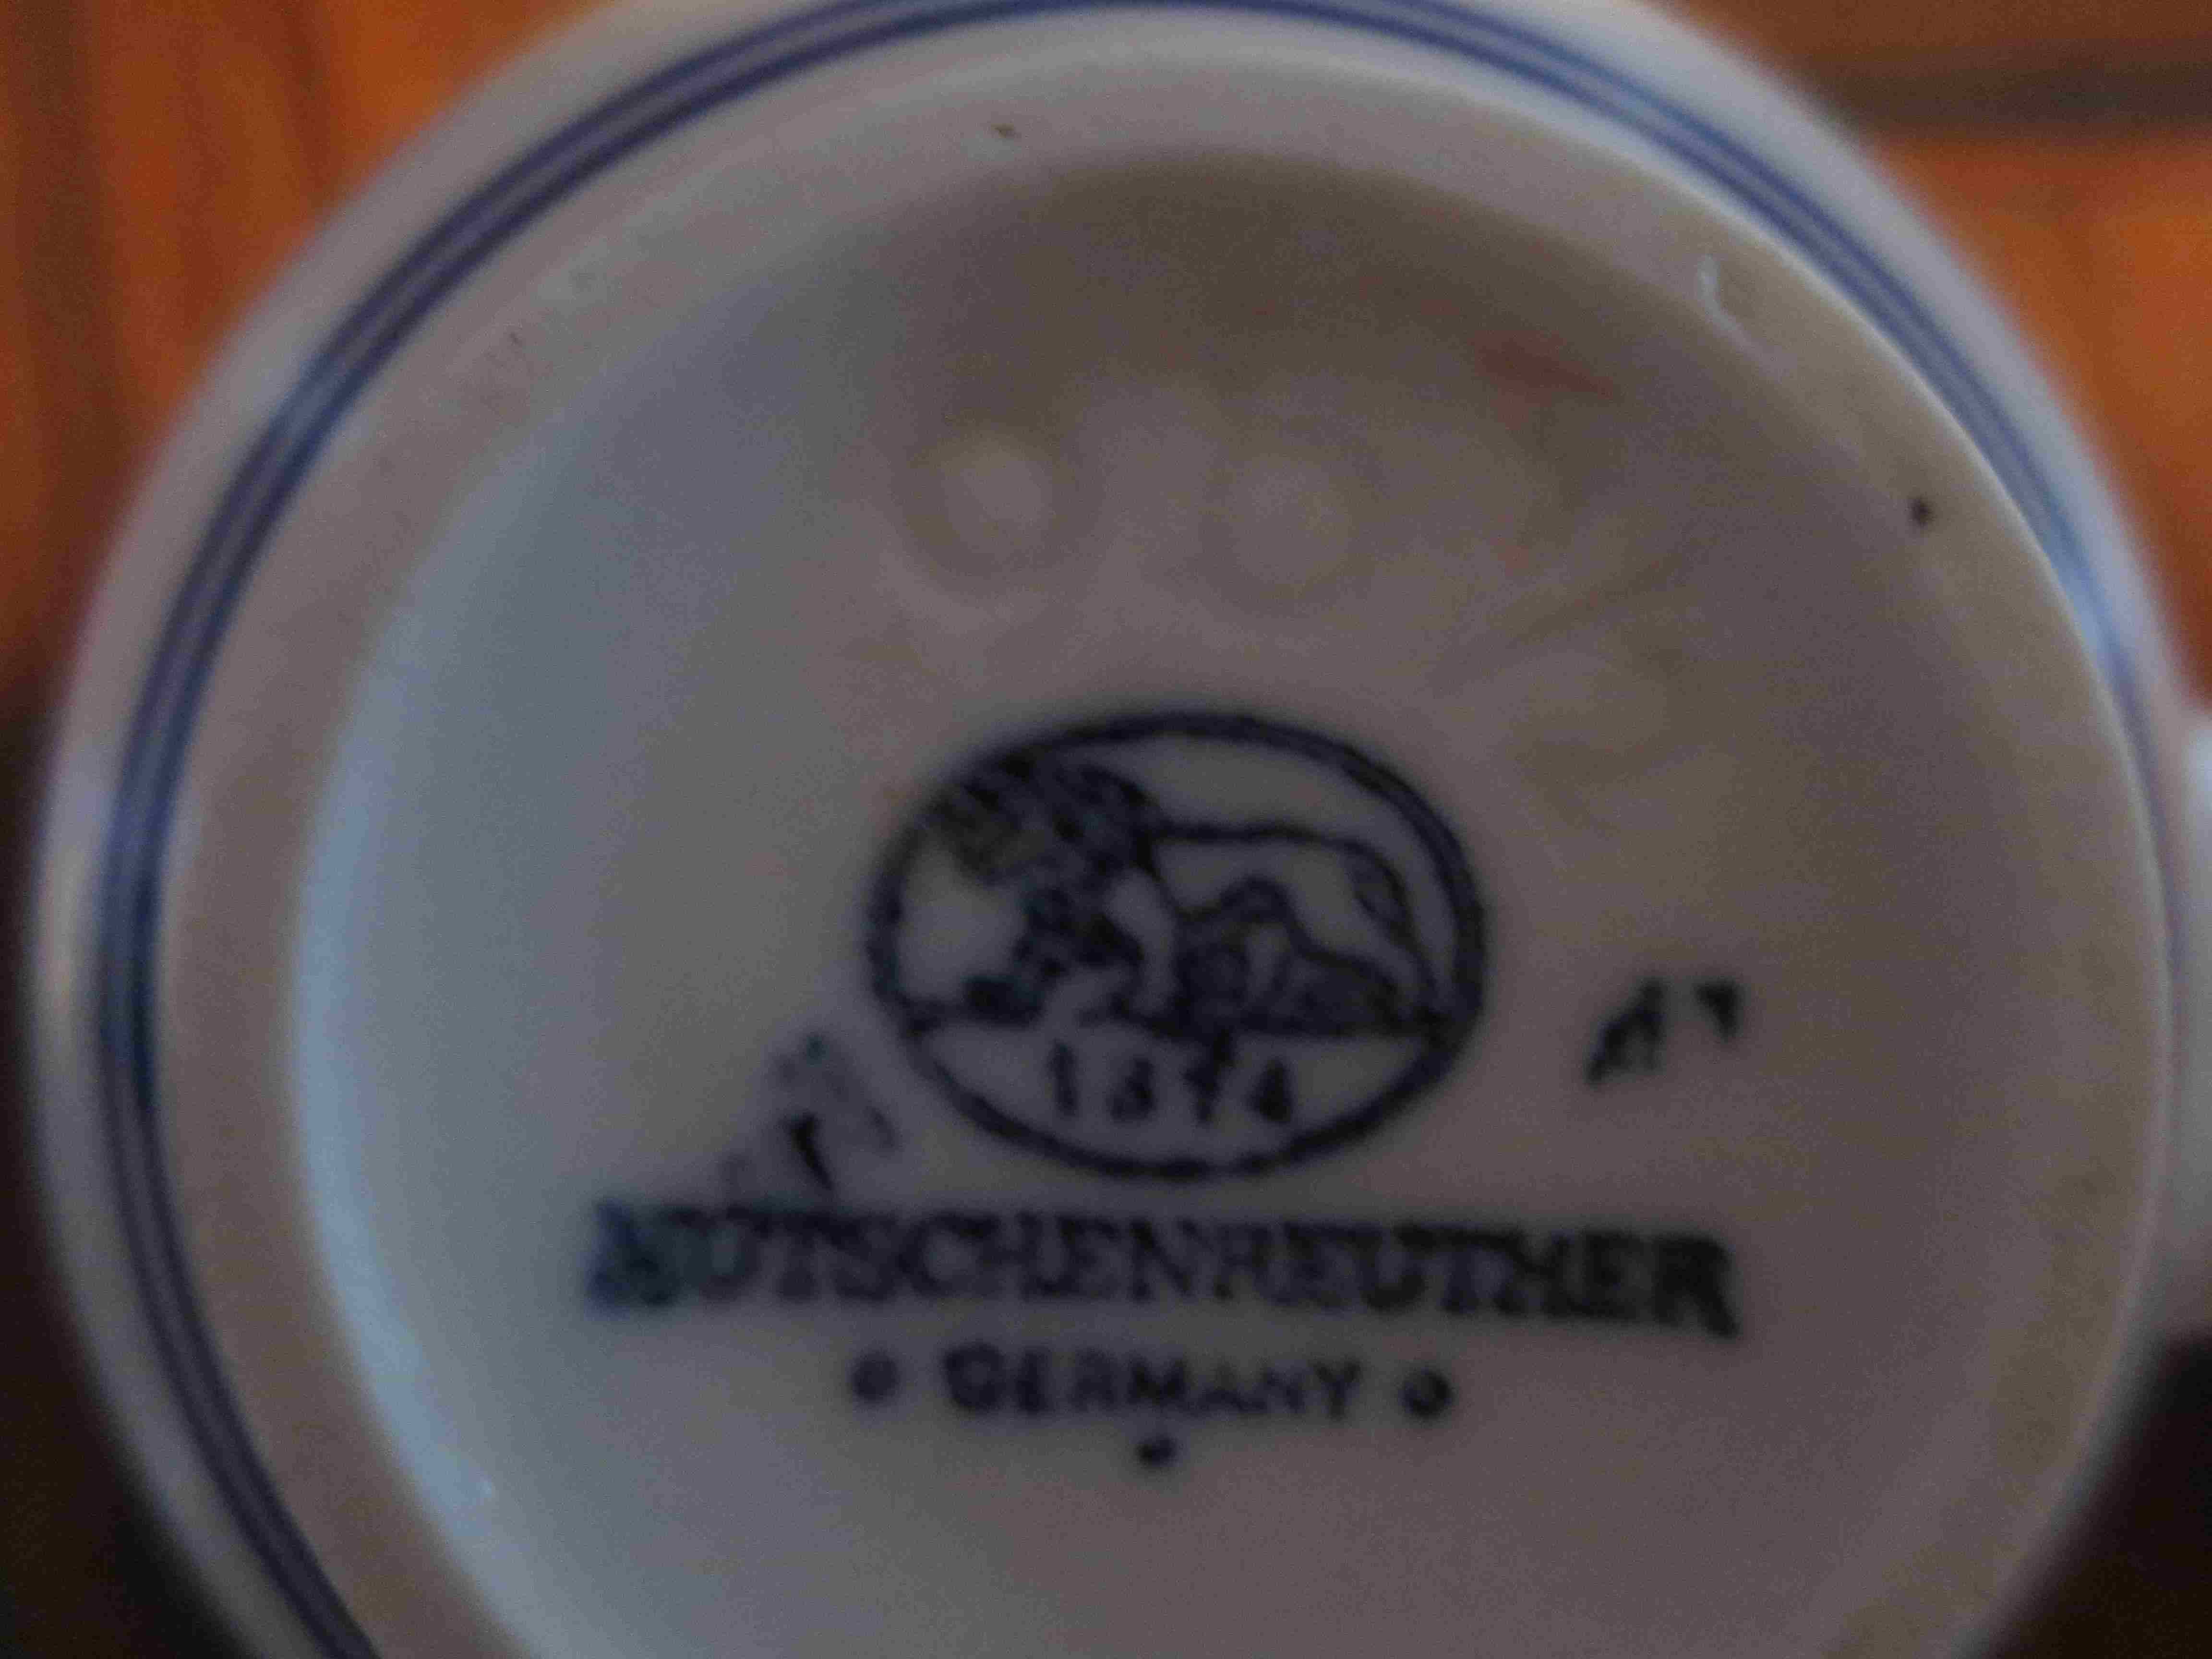 1814
HUTSCHENREUTHER
GERMANY